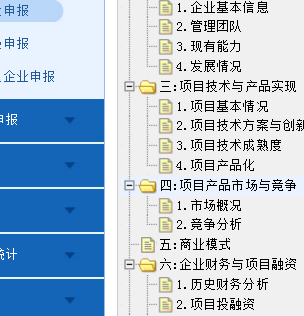 申报
申报
企业申报
申报
统计
1.企业基本信息
2.管理团队
3.现有能力
4.发展情况
三:项目技术与产品实现
1.项目基本情况
2.项目技术方案与创新
3.项目技术成熟度
4.项目产品化
四:项目产品市场与竞争
1.市场概况
2.竞争分析
五:商业模式
六:企业财务与项目融资
1.历史财务分析
2.项目投融资